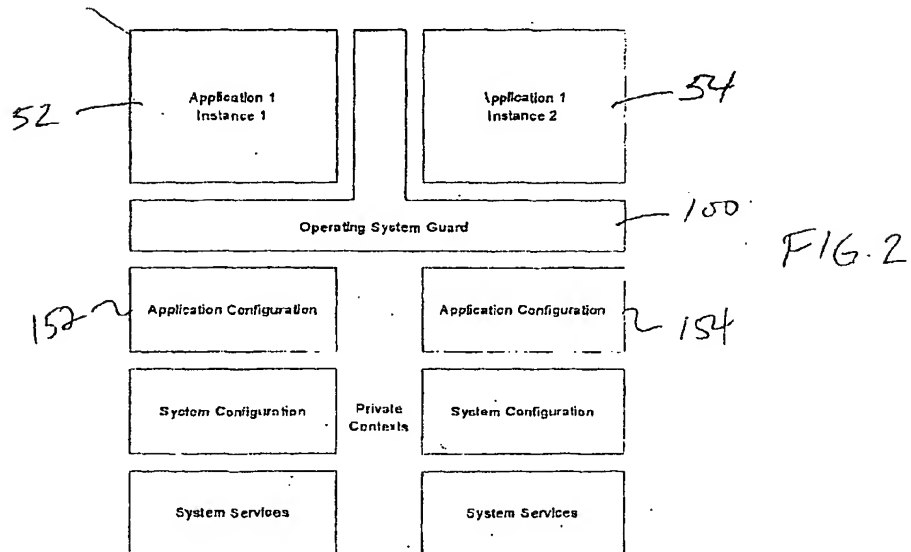 Application 1
Instance 1
Application 1
Instance 2
52
54
Operating System Guard
100
FIG. 2
Application Configuration
Application Configuration
152
154
System Configuration
Private
Contexts
System Configuration
System Services
System Services